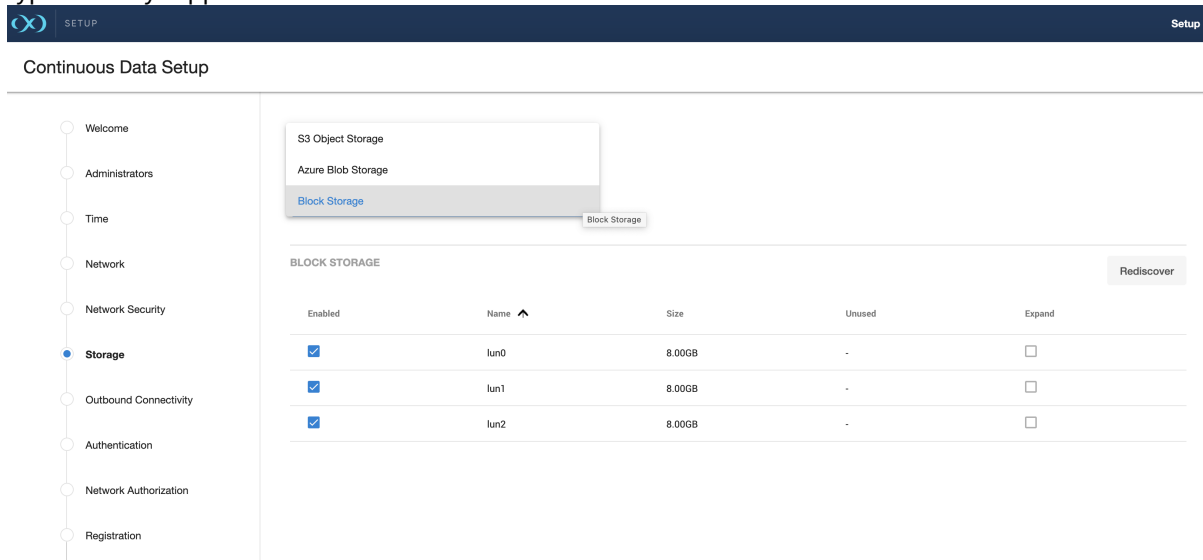 SETUP
Setup
Continuous Data Setup
Welcome
Administrators
Time
Network
Network Security
Storage
Outbound Connectivity
Authentication
Network Authorization
Registration
S3 Object Storage
Azure Blob Storage
Block Storage
Block Storage
BLOCK STORAGE
Rediscover
Enabled Name Size Unused Expand
lun0 8.00GB -
lun1 8.00GB -
lun2 8.00GB -